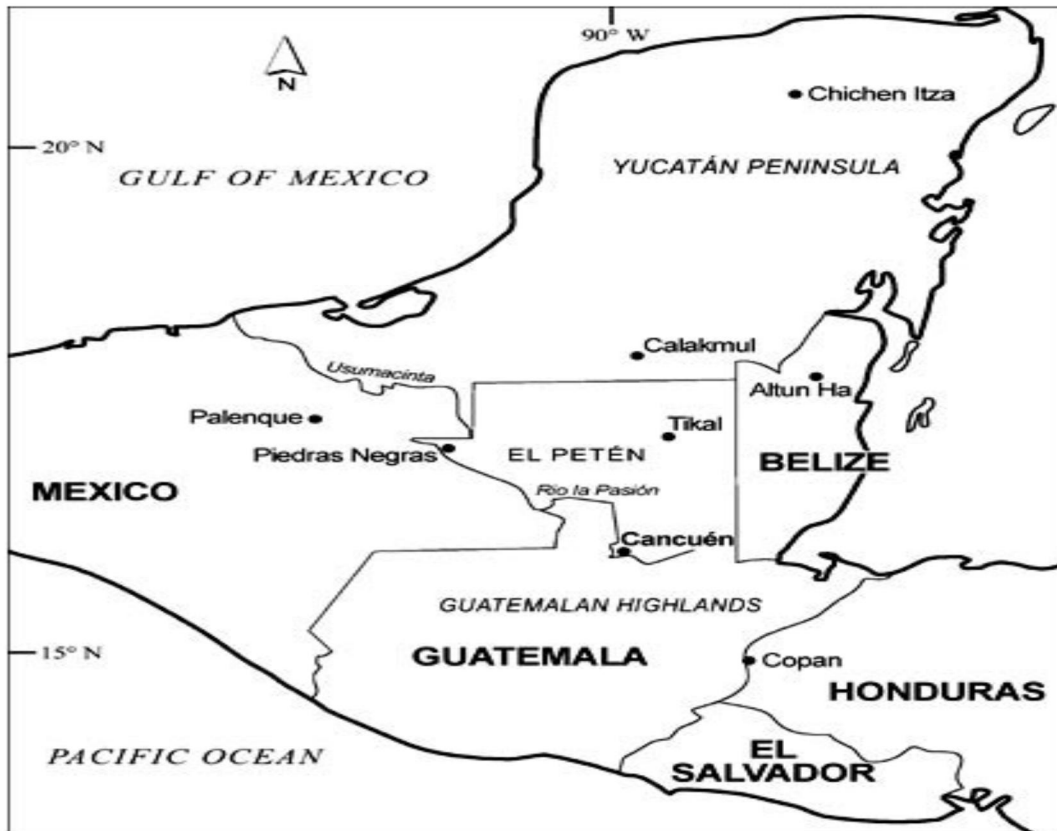 90° W
N
Chichen Itza
20° N
GULF OF MEXICO
YUCATÁN PENINSULA
Calakmul
Usumacinta
Altun Ha
Palenque
Tikal
Piedras Negras
EL PETÉN
BELIZE
MEXICO
Rio la Pasión
Cancuén
GUATEMALAN HIGHLANDS
15° N
GUATEMALA
Copan
HONDURAS
PACIFIC OCEAN
EL
SALVADOR